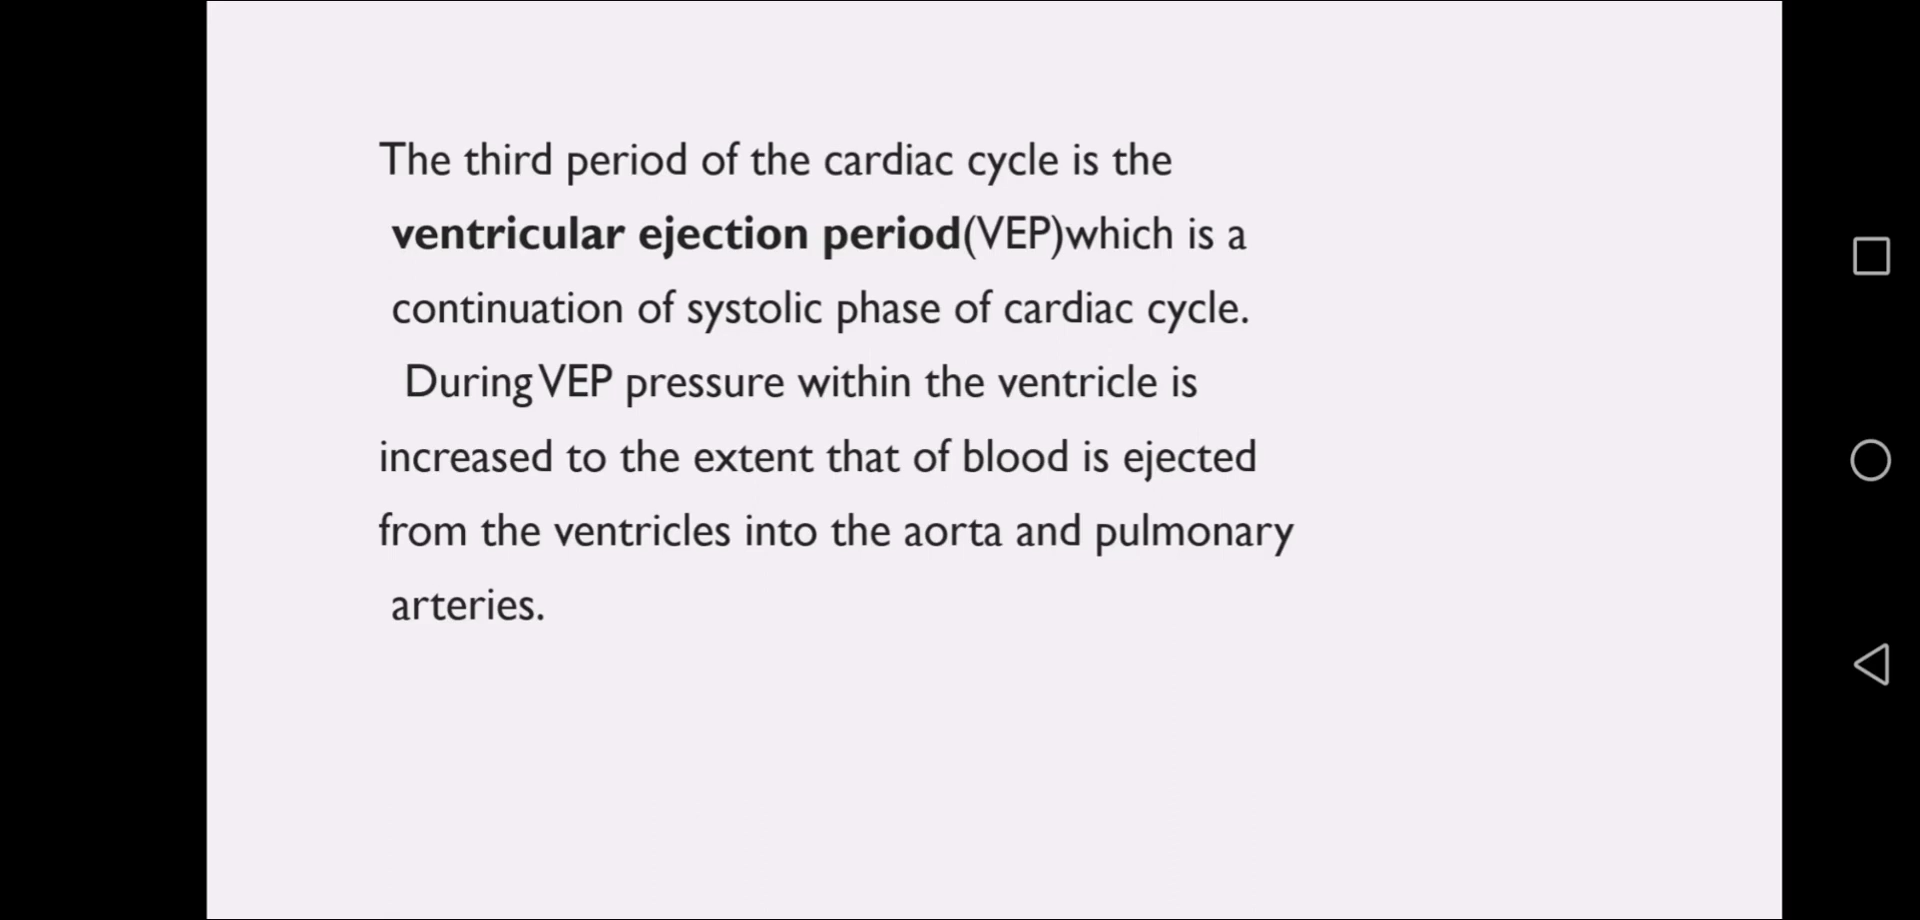 The third period of the cardiac cycle is the
ventricular ejection period(VEP)which is a
continuation of systolic phase of cardiac cycle.
During VEP pressure within the ventricle is
increased to the extent that of blood is ejected
from the ventricles into the aorta and pulmonary
arteries.